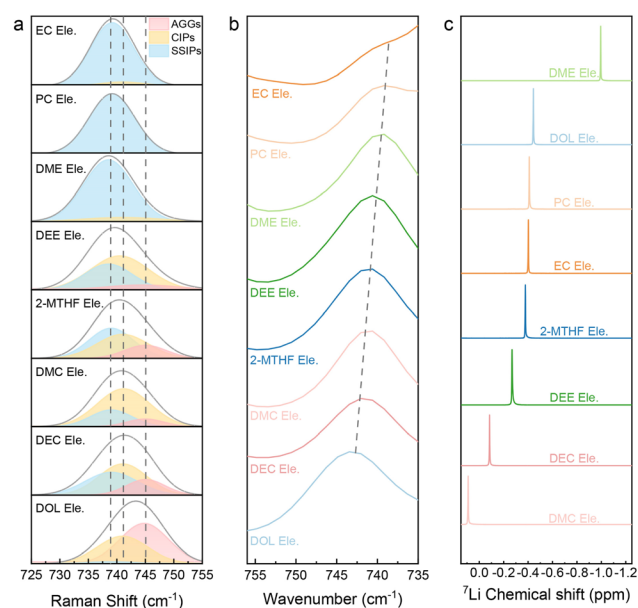 a
EC Ele.
AGGs
CIPs
SSIPs
PC Ele.
DME Ele.
DEE Ele.
2-MTHF Ele.
DMC Ele.
DEC Ele.
DOL Ele.
725 730 735 740 745 750 755
Raman Shift (cm⁻¹)
b
EC Ele.
PC Ele.
DME Ele.
DEE Ele.
2-MTHF Ele.
DMC Ele.
DEC Ele.
DOL Ele.
755 750 745 740 735
Wavenumber (cm⁻¹)
c
DME Ele.
DOL Ele.
PC Ele.
EC Ele.
2-MTHF Ele.
DEE Ele.
DEC Ele.
DMC Ele.
0.0 -0.2 -0.4 -0.6 -0.8 -1.0 -1.2
⁷Li Chemical shift (ppm)